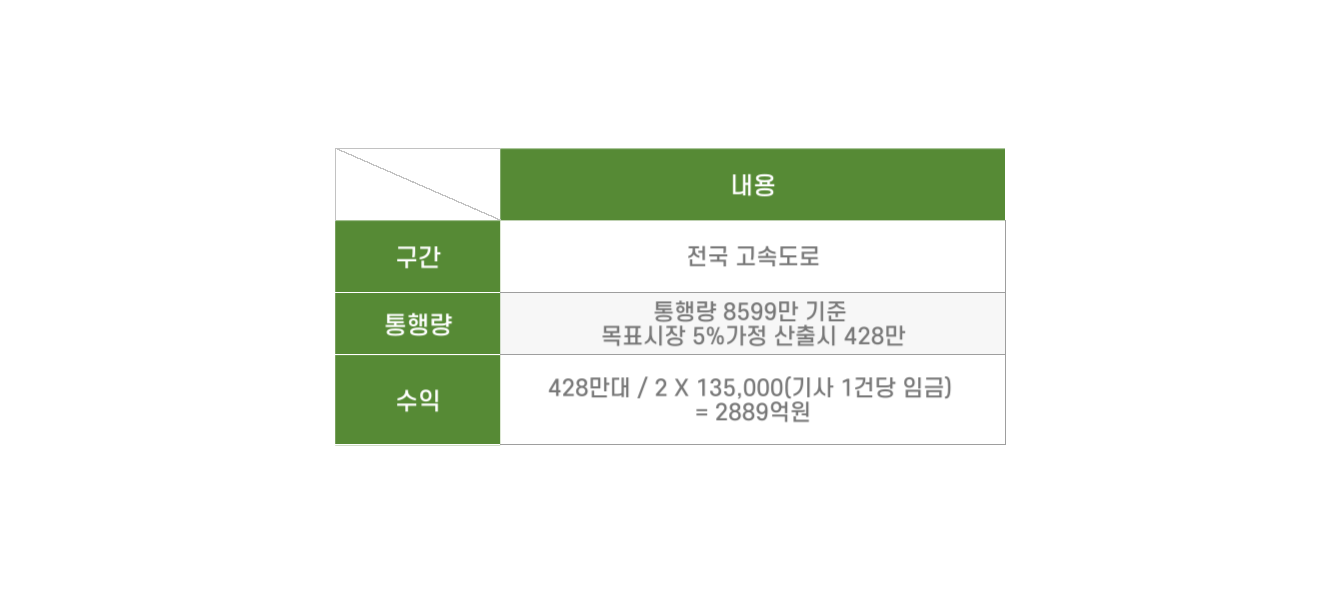 내용
구간
전국 고속도로
통행량
통행량 8599만 기준
목표시장 5%가정 산출시 428만
수익
428만대 / 2 X 135,000(기사 1건당 임금)
= 2889억원